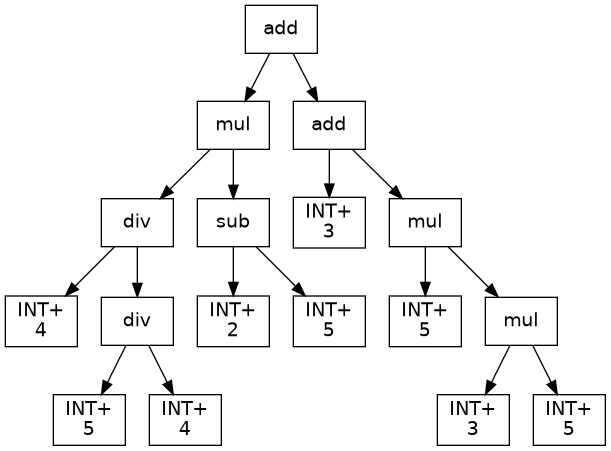 add
mul
add
div
sub
INT+
3
mul
INT+
4
div
INT+
2
INT+
5
INT+
5
mul
INT+
5
INT+
4
INT+
3
INT+
5